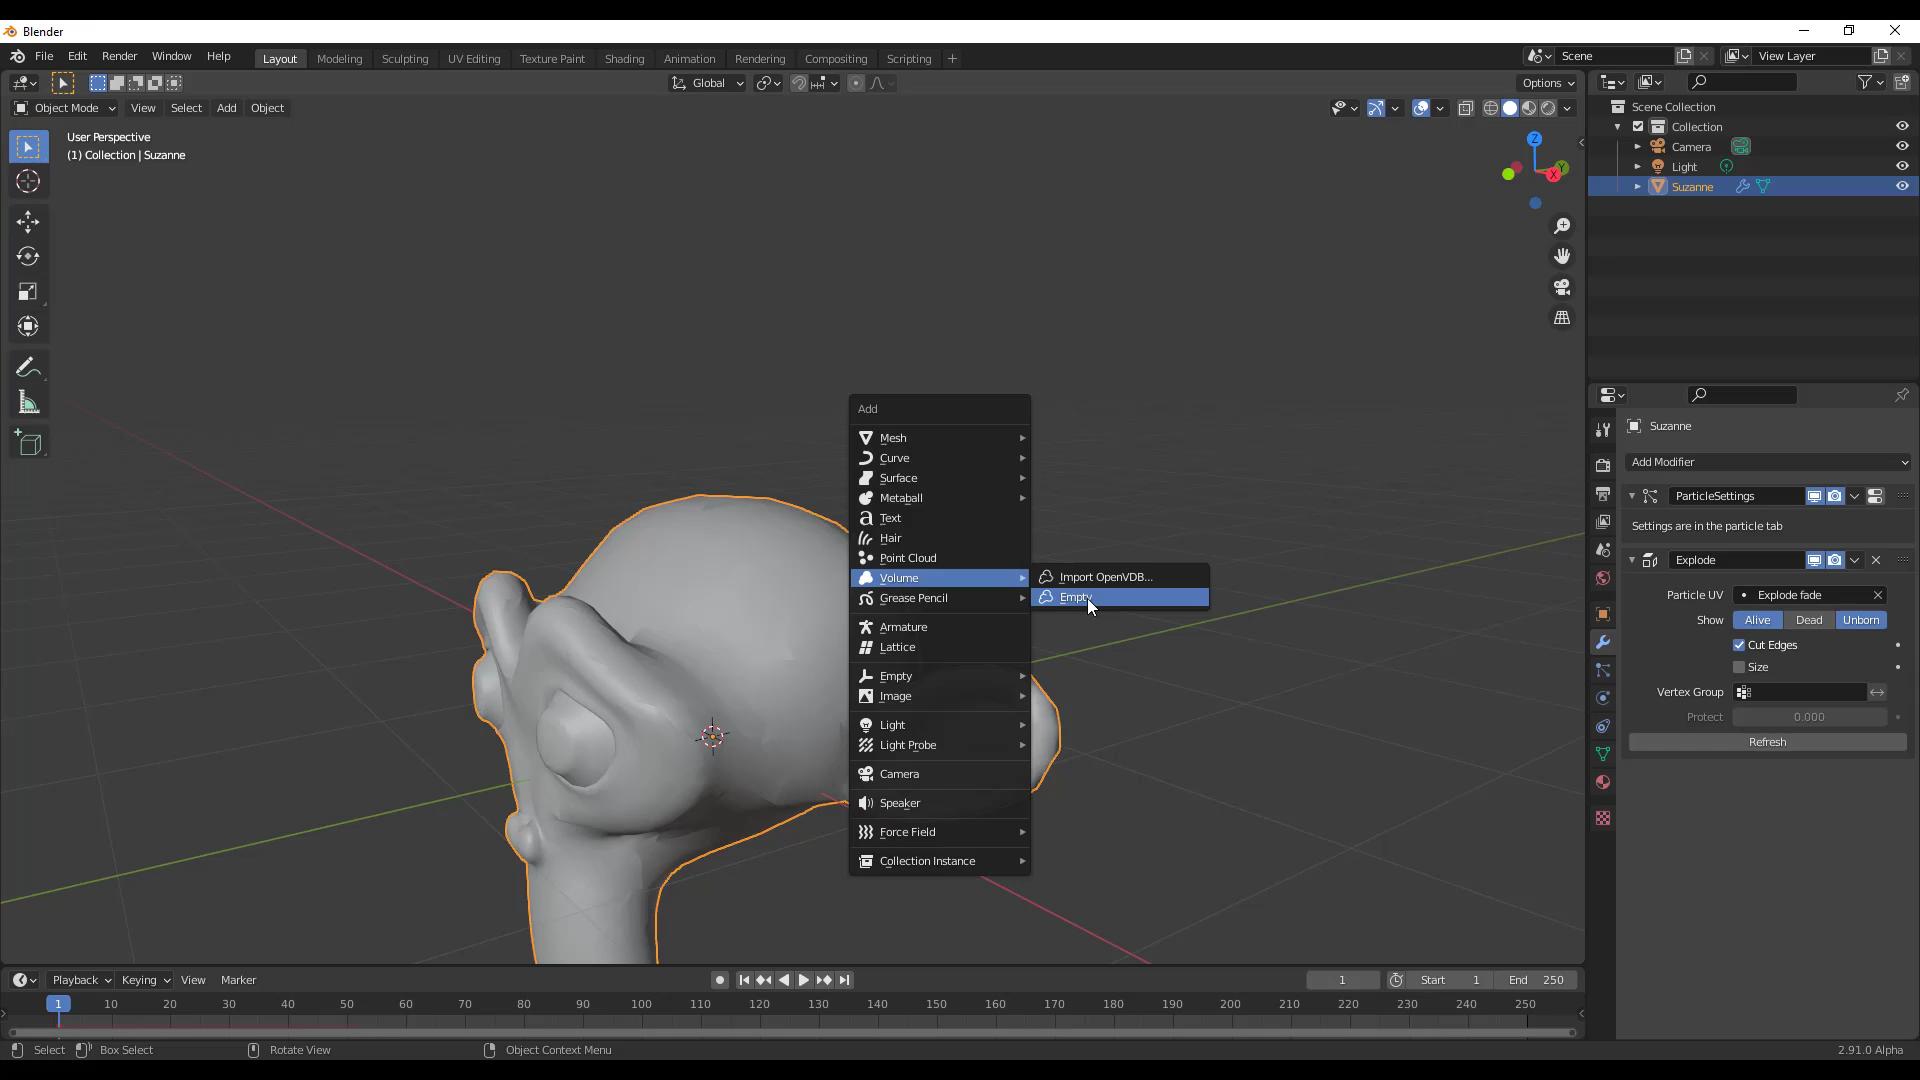 Blender
File Edit Render Window Help Layout Modeling Sculpting UV Editing Texture Paint Shading Animation Rendering Compositing Scripting + Scene View Layer
Global Options
Object Mode View Select Add Object
User Perspective
(1) Collection | Suzanne
Z
Y
X
Scene Collection
Collection
Camera
Light
Suzanne
Add
Mesh
Curve
Surface
Metaball
Text
Hair
Point Cloud
Volume
Grease Pencil
Armature
Lattice
Empty
Image
Light
Light Probe
Camera
Speaker
Force Field
Collection Instance
Import OpenVDB...
Empty
Suzanne
Add Modifier
ParticleSettings
Settings are in the particle tab
Explode
Particle UV Explode fade
Show Alive Dead Unborn
Cut Edges
Size
Vertex Group
Protect 0.000
Refresh
Playback Keying View Marker 1 Start 1 End 250
1 10 20 30 40 50 60 70 80 90 100 110 120 130 140 150 160 170 180 190 200 210 220 230 240 250
Select Box Select Rotate View Object Context Menu 2.91.0 Alpha